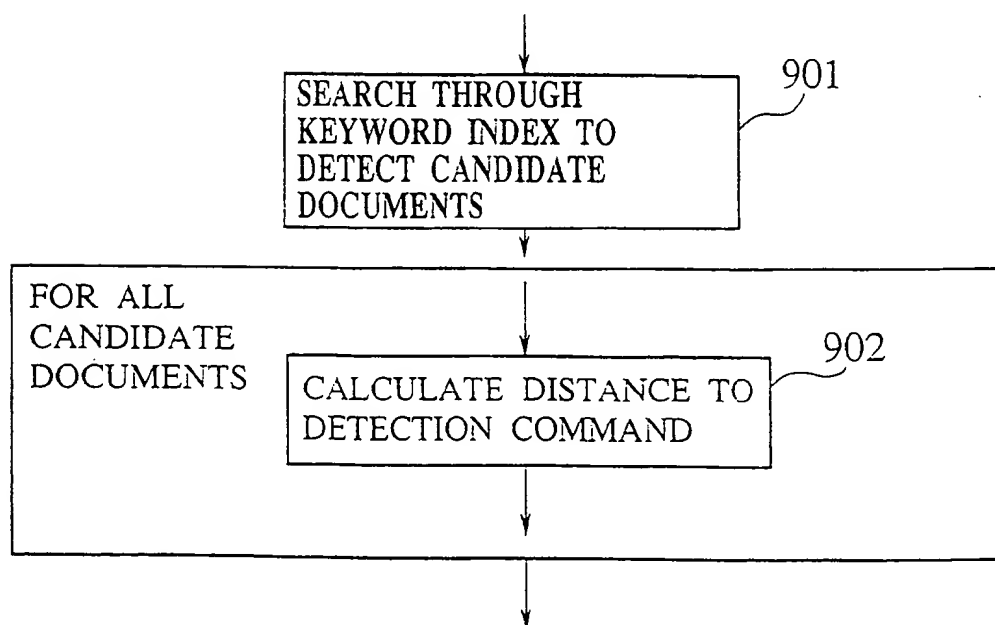 901
SEARCH THROUGH
KEYWORD INDEX TO
DETECT CANDIDATE
DOCUMENTS
FOR ALL
CANDIDATE
DOCUMENTS
902
CALCULATE DISTANCE TO
DETECTION COMMAND